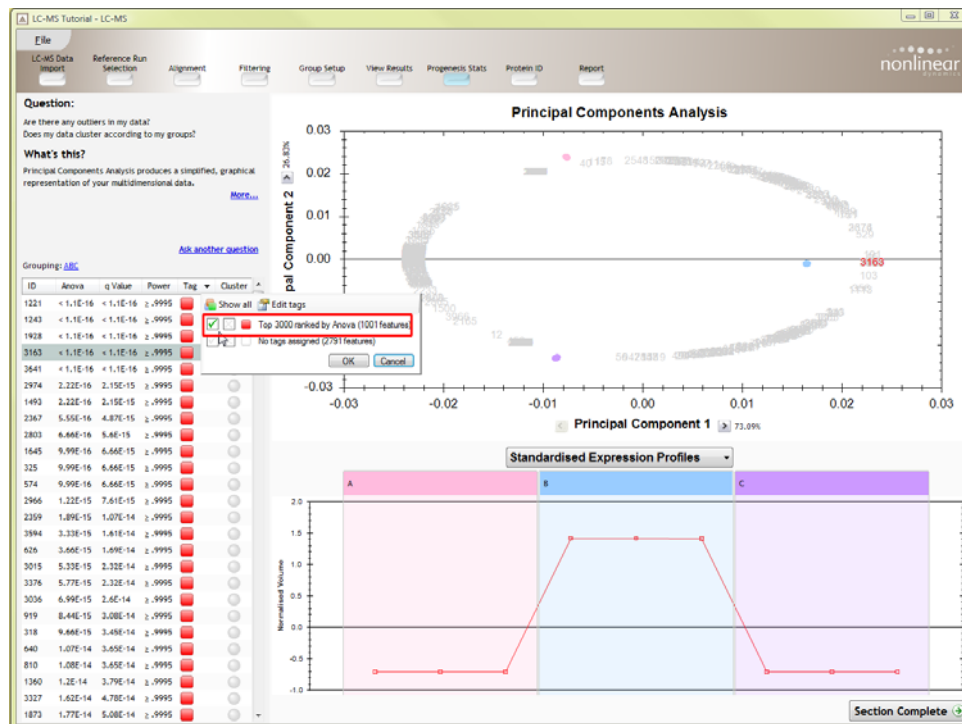 LC-MS Tutorial - LC-MS
File
LC-MS Data Import
Reference Run Selection
Alignment
Filtering
Group Setup
View Results
Progenesis Stats
Protein ID
Report
nonlinear
dynamics
Question:
Are there any outliers in my data?
Does my data cluster according to my groups?
What's this?
Principal Components Analysis produces a simplified, graphical
representation of your multidimensional data.
More...
Ask another question
Grouping: ABC
ID Anova q Value Power Tag Cluster
1221 < 1.1E-16 < 1.1E-16 ≥ .9995
1243 < 1.1E-16 < 1.1E-16 ≥ .9995
1928 < 1.1E-16 < 1.1E-16 ≥ .9995
3163 < 1.1E-16 < 1.1E-16 ≥ .9995
3641 < 1.1E-16 < 1.1E-16 ≥ .9995
2974 2.22E-16 2.15E-15 ≥ .9995
1493 2.22E-16 2.15E-15 ≥ .9995
2367 5.55E-16 4.87E-15 ≥ .9995
2803 6.66E-16 5.6E-15 ≥ .9995
1645 9.99E-16 6.66E-15 ≥ .9995
325 9.99E-16 6.66E-15 ≥ .9995
574 9.99E-16 6.66E-15 ≥ .9995
2966 1.22E-15 7.61E-15 ≥ .9995
2359 1.89E-15 1.07E-14 ≥ .9995
3594 3.33E-15 1.61E-14 ≥ .9995
626 3.66E-15 1.69E-14 ≥ .9995
3015 5.33E-15 2.32E-14 ≥ .9995
3376 5.77E-15 2.32E-14 ≥ .9995
3036 6.99E-15 2.6E-14 ≥ .9995
919 8.44E-15 3.08E-14 ≥ .9995
318 9.66E-15 3.45E-14 ≥ .9995
640 1.07E-14 3.65E-14 ≥ .9995
810 1.08E-14 3.65E-14 ≥ .9995
1360 1.2E-14 3.79E-14 ≥ .9995
3327 1.62E-14 4.78E-14 ≥ .9995
1873 1.77E-14 5.08E-14 ≥ .9995
Show all Edit tags
Top 3000 ranked by Anova (1001 features)
No tags assigned (2791 features)
OK Cancel
Principal Components Analysis
26.83%
pal Component 2
0.03
0.02
0.01
0.00
-0.03
-0.03 -0.02 -0.01 0.00 0.01 0.02 0.03
3163
103
12
2165
Principal Component 1 73.09%
Standardised Expression Profiles
A B C
Normalised Volume
2.0
1.5
1.0
0.5
0.0
-0.5
-1.0
Section Complete